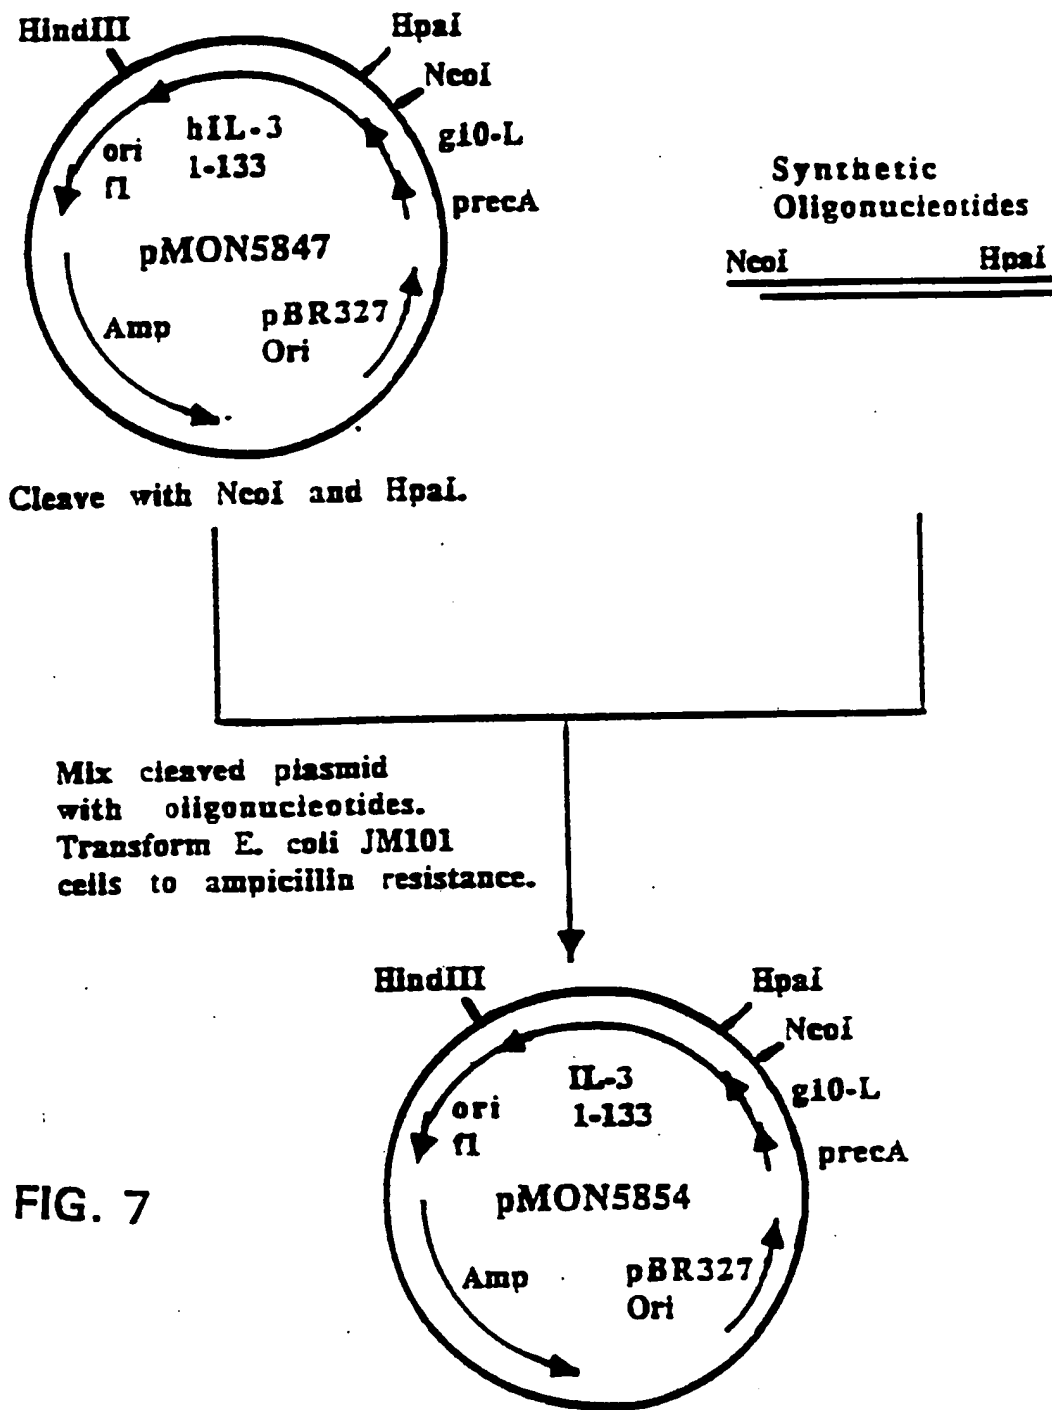 HindIII
HpaI
NcoI
g10-L
precA
hIL-3
1-133
ori
f1
pMON5847
Amp
pBR327
Ori
Synthetic
Oligonucleotides
NcoI HpaI
Cleave with NcoI and HpaI.
Mix cleaved plasmid
with oligonucleotides.
Transform E. coli JM101
cells to ampicillin resistance.
HindIII
HpaI
NcoI
g10-L
precA
IL-3
1-133
ori
f1
pMON5854
Amp
pBR327
Ori
FIG. 7